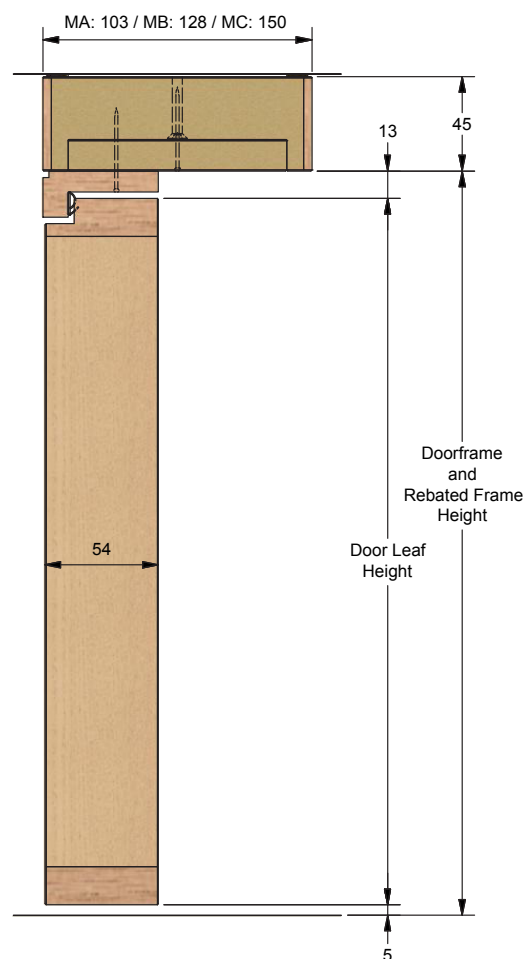 MA: 103 / MB: 128 / MC: 150
13
45
Doorframe
and
Rebated Frame
Height
54
Door Leaf
Height
5